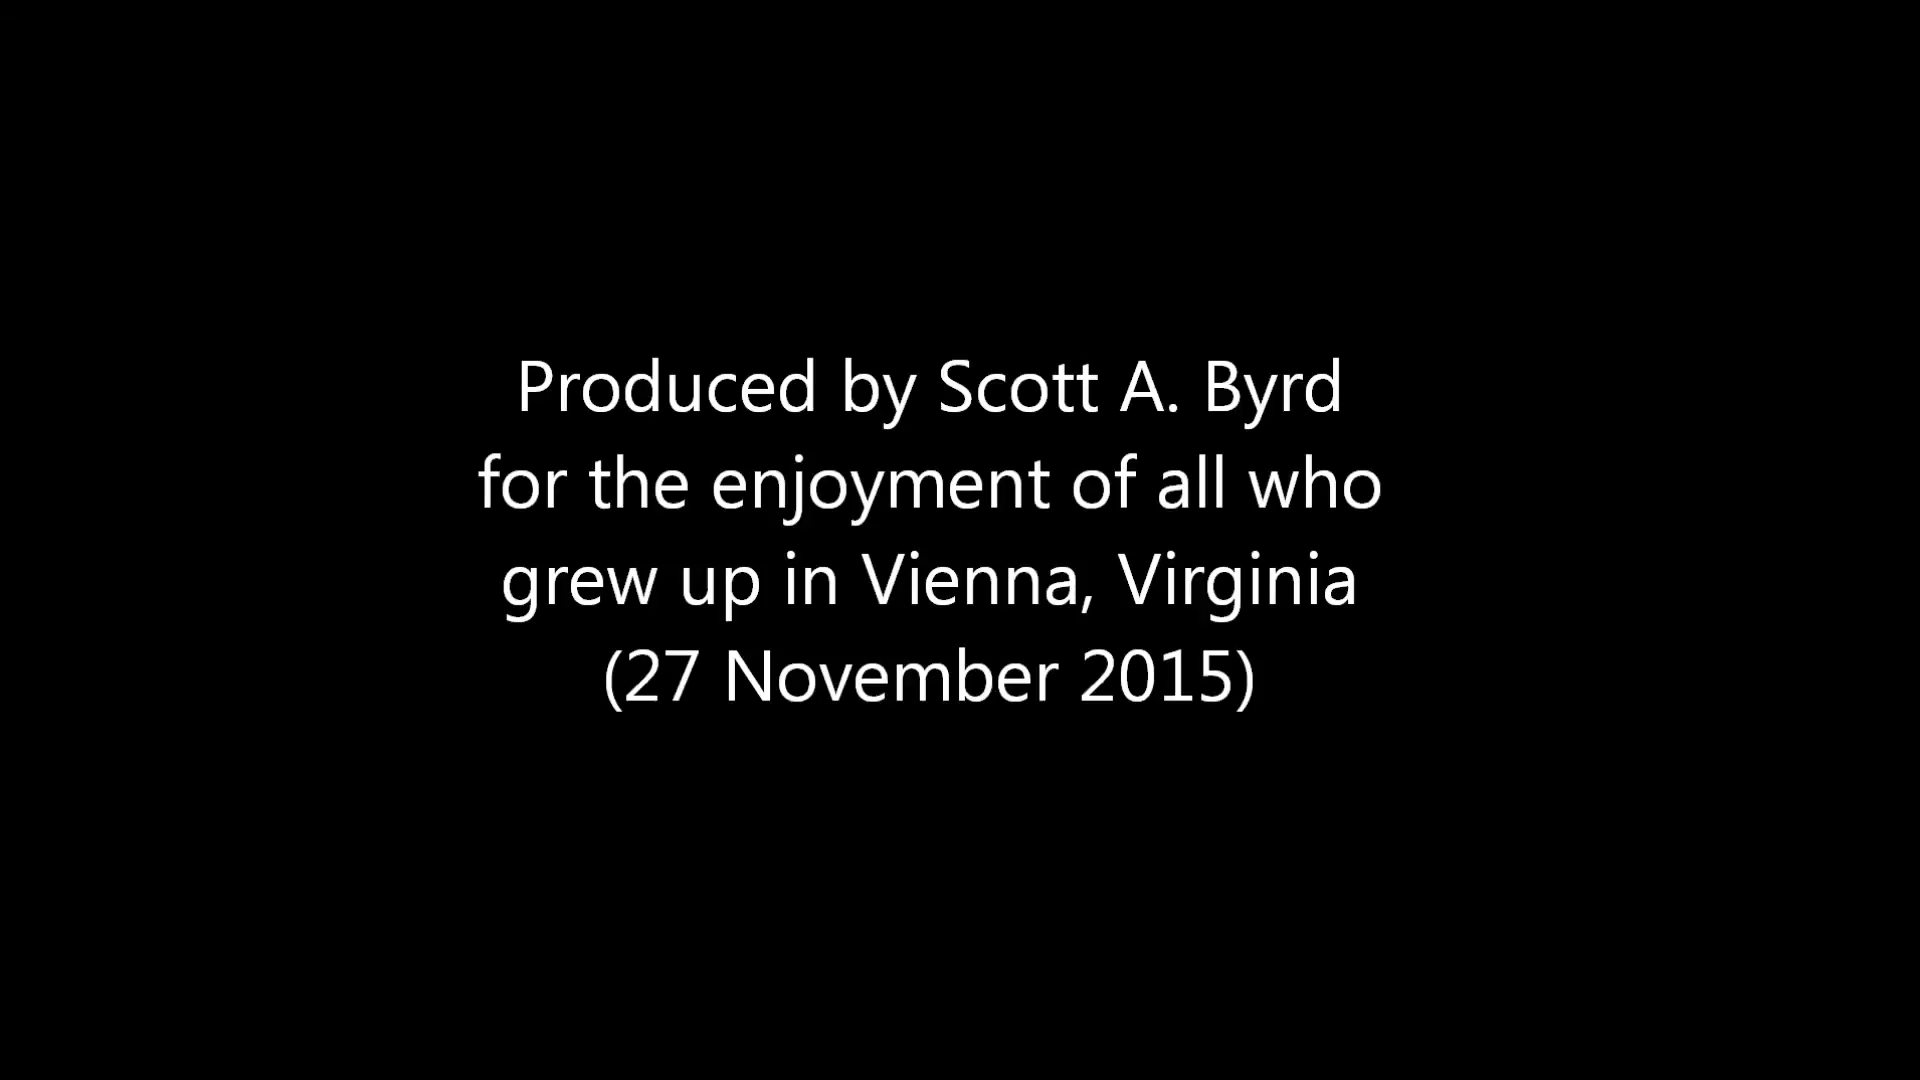 Produced by Scott A. Byrd
for the enjoyment of all who
grew up in Vienna, Virginia
(27 November 2015)